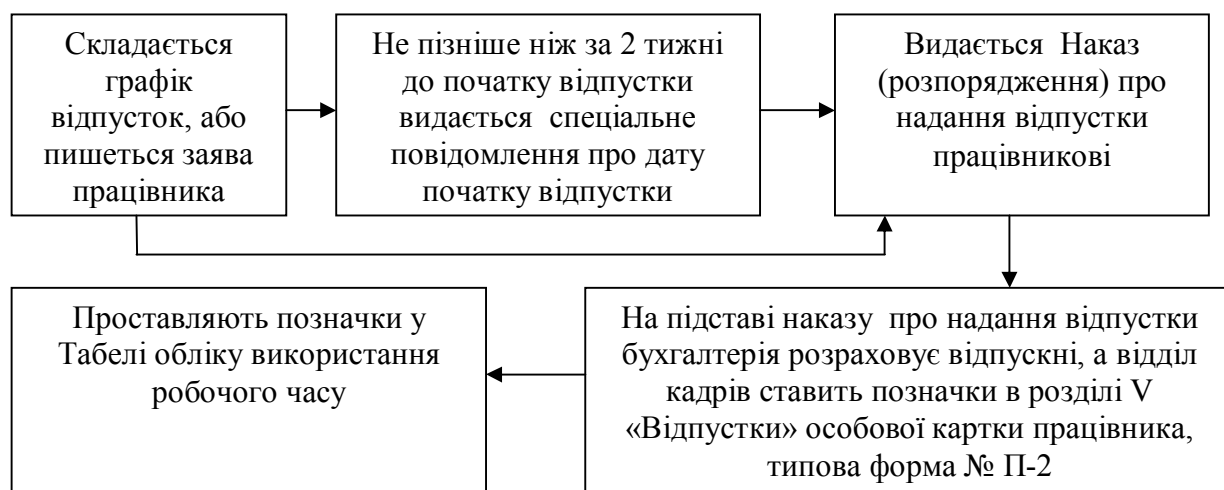 Складається
графік
відпусток, або
пишеться заява
працівника
Не пізніше ніж за 2 тижні
до початку відпустки
видається спеціальне
повідомлення про дату
початку відпустки
Видається Наказ
(розпорядження) про
надання відпустки
працівникові
На підставі наказу про надання відпустки
бухгалтерія розраховує відпускні, а відділ
кадрів ставить позначки в розділі V
«Відпустки» особової картки працівника,
типова форма № П-2
Проставляють позначки у
Табелі обліку використання
робочого часу